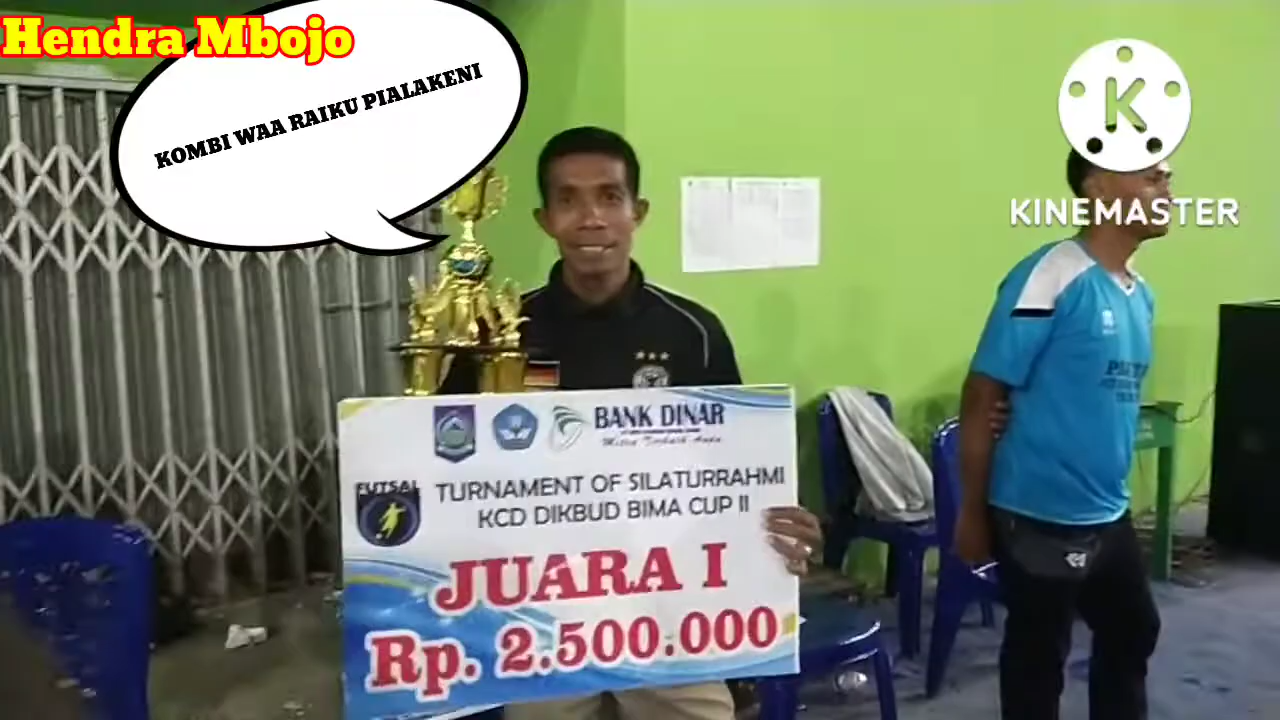 Hendra Mbojo
KOMBI WAA RAIKU PIALAKENI
KINEMASTER
BANK DINAR
FUTSAL
TURNAMENT OF SILATURRAHMI
KCD DIKBUD BIMA CUP II
JUARA I
Rp. 2.500.000